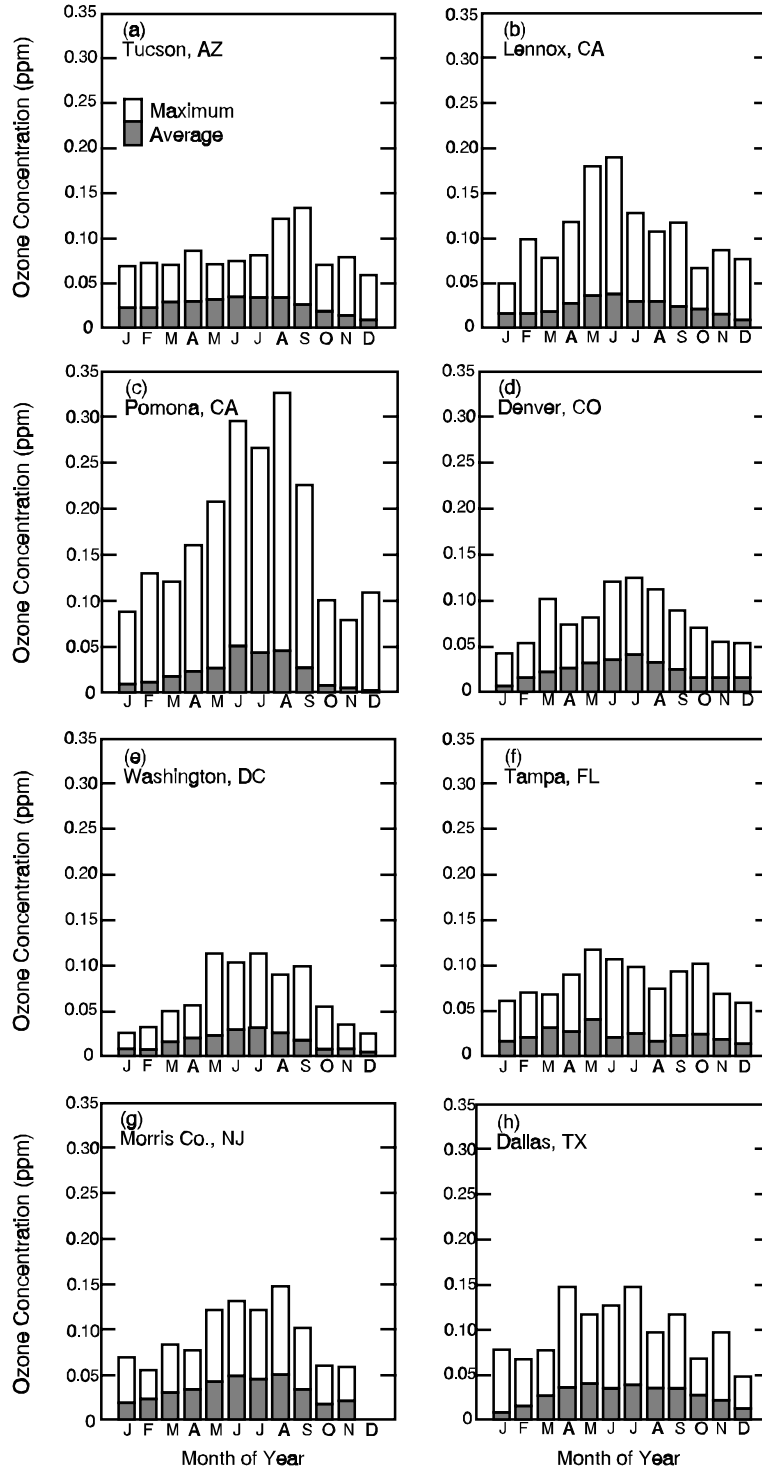 (a)
Tucson, AZ
Maximum
Average
Ozone Concentration (ppm)
0.35
0.30
0.25
0.20
0.15
0.10
0.05
0
J F M A M J J A S O N D
(b)
Lennox, CA
0.35
0.30
0.25
0.20
0.15
0.10
0.05
0
J F M A M J J A S O N D
(c)
Pomona, CA
Ozone Concentration (ppm)
0.35
0.30
0.25
0.20
0.15
0.10
0.05
0
J F M A M J J A S O N D
(d)
Denver, CO
0.35
0.30
0.25
0.20
0.15
0.10
0.05
0
J F M A M J J A S O N D
(e)
Washington, DC
Ozone Concentration (ppm)
0.35
0.30
0.25
0.20
0.15
0.10
0.05
0
J F M A M J J A S O N D
(f)
Tampa, FL
0.35
0.30
0.25
0.20
0.15
0.10
0.05
0
J F M A M J J A S O N D
(g)
Morris Co., NJ
Ozone Concentration (ppm)
0.35
0.30
0.25
0.20
0.15
0.10
0.05
0
J F M A M J J A S O N D
Month of Year
(h)
Dallas, TX
0.35
0.30
0.25
0.20
0.15
0.10
0.05
0
J F M A M J J A S O N D
Month of Year